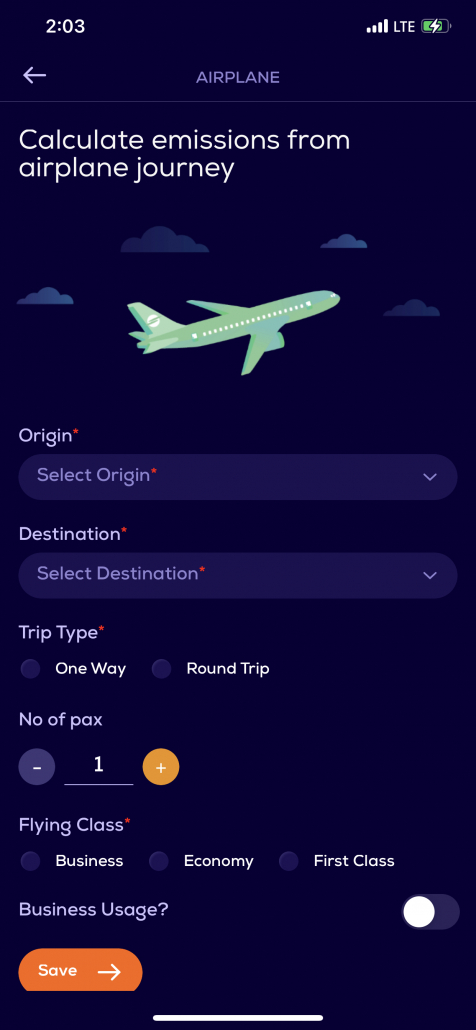 2:03 LTE
AIRPLANE
Calculate emissions from
airplane journey
Origin*
Select Origin*
Destination*
Select Destination*
Trip Type*
One Way Round Trip
No of pax
- 1 +
Flying Class*
Business Economy First Class
Business Usage?
Save